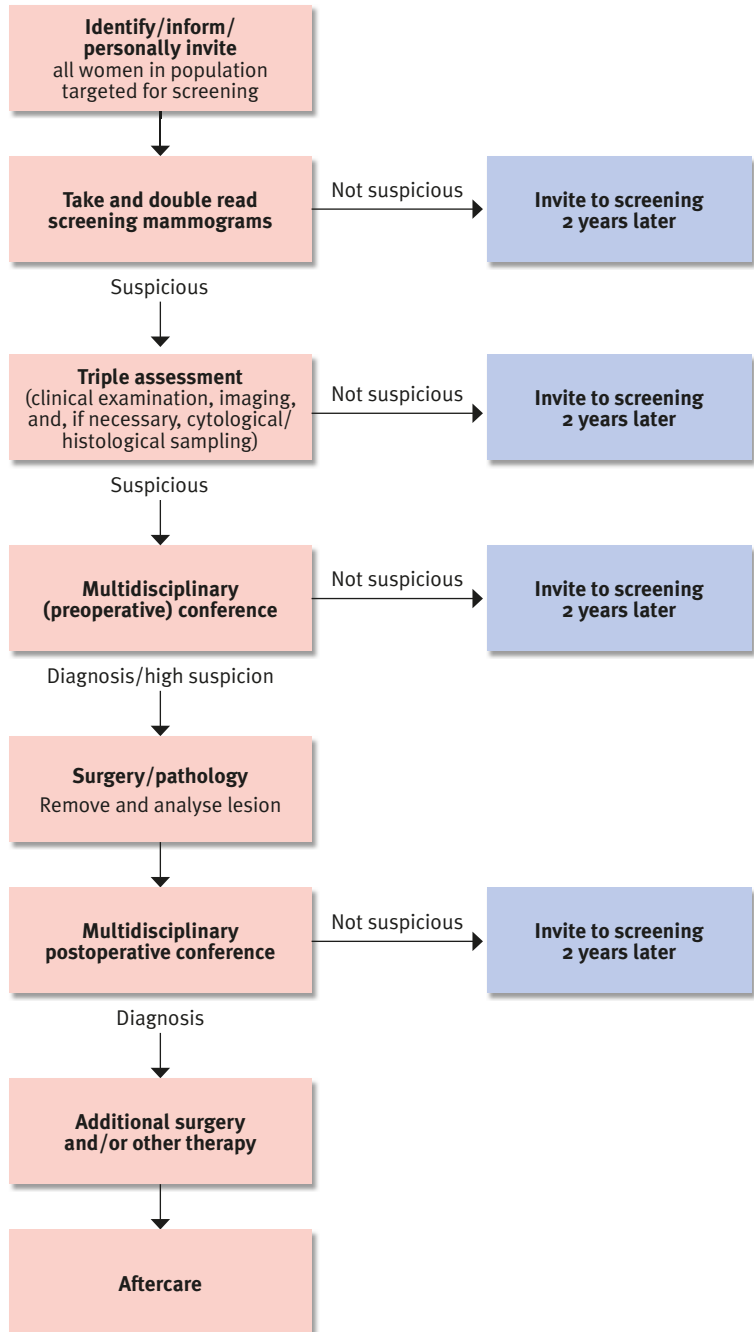 Identify/inform/
personally invite
all women in population
targeted for screening
Take and double read
screening mammograms
Not suspicious
Invite to screening
2 years later
Suspicious
Triple assessment
(clinical examination, imaging,
and, if necessary, cytological/
histological sampling)
Not suspicious
Invite to screening
2 years later
Suspicious
Multidisciplinary
(preoperative) conference
Not suspicious
Invite to screening
2 years later
Diagnosis/high suspicion
Surgery/pathology
Remove and analyse lesion
Multidisciplinary
postoperative conference
Not suspicious
Invite to screening
2 years later
Diagnosis
Additional surgery
and/or other therapy
Aftercare